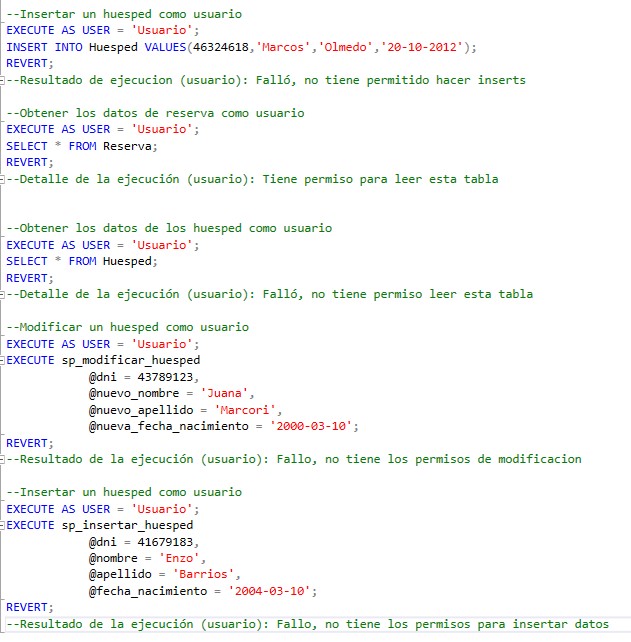 --Insertar un huesped como usuario
EXECUTE AS USER = 'Usuario';
INSERT INTO Huesped VALUES(46324618,'Marcos','Olmedo','20-10-2012');
REVERT;
--Resultado de ejecucion (usuario): Falló, no tiene permitido hacer inserts
--Obtener los datos de reserva como usuario
EXECUTE AS USER = 'Usuario';
SELECT * FROM Reserva;
REVERT;
--Detalle de la ejecución (usuario): Tiene permiso para leer esta tabla
--Obtener los datos de los huesped como usuario
EXECUTE AS USER = 'Usuario';
SELECT * FROM Huesped;
REVERT;
--Detalle de la ejecución (usuario): Falló, no tiene permiso leer esta tabla
--Modificar un huesped como usuario
EXECUTE AS USER = 'Usuario';
EXECUTE sp_modificar_huesped
@dni = 43789123,
@nuevo_nombre = 'Juana',
@nuevo_apellido = 'Marcori',
@nueva_fecha_nacimiento = '2000-03-10';
REVERT;
--Resultado de la ejecución (usuario): Fallo, no tiene los permisos de modificacion
--Insertar un huesped como usuario
EXECUTE AS USER = 'Usuario';
EXECUTE sp_insertar_huesped
@dni = 41679183,
@nombre = 'Enzo',
@apellido = 'Barrios',
@fecha_nacimiento = '2004-03-10';
REVERT;
--Resultado de la ejecución (usuario): Fallo, no tiene los permisos para insertar datos